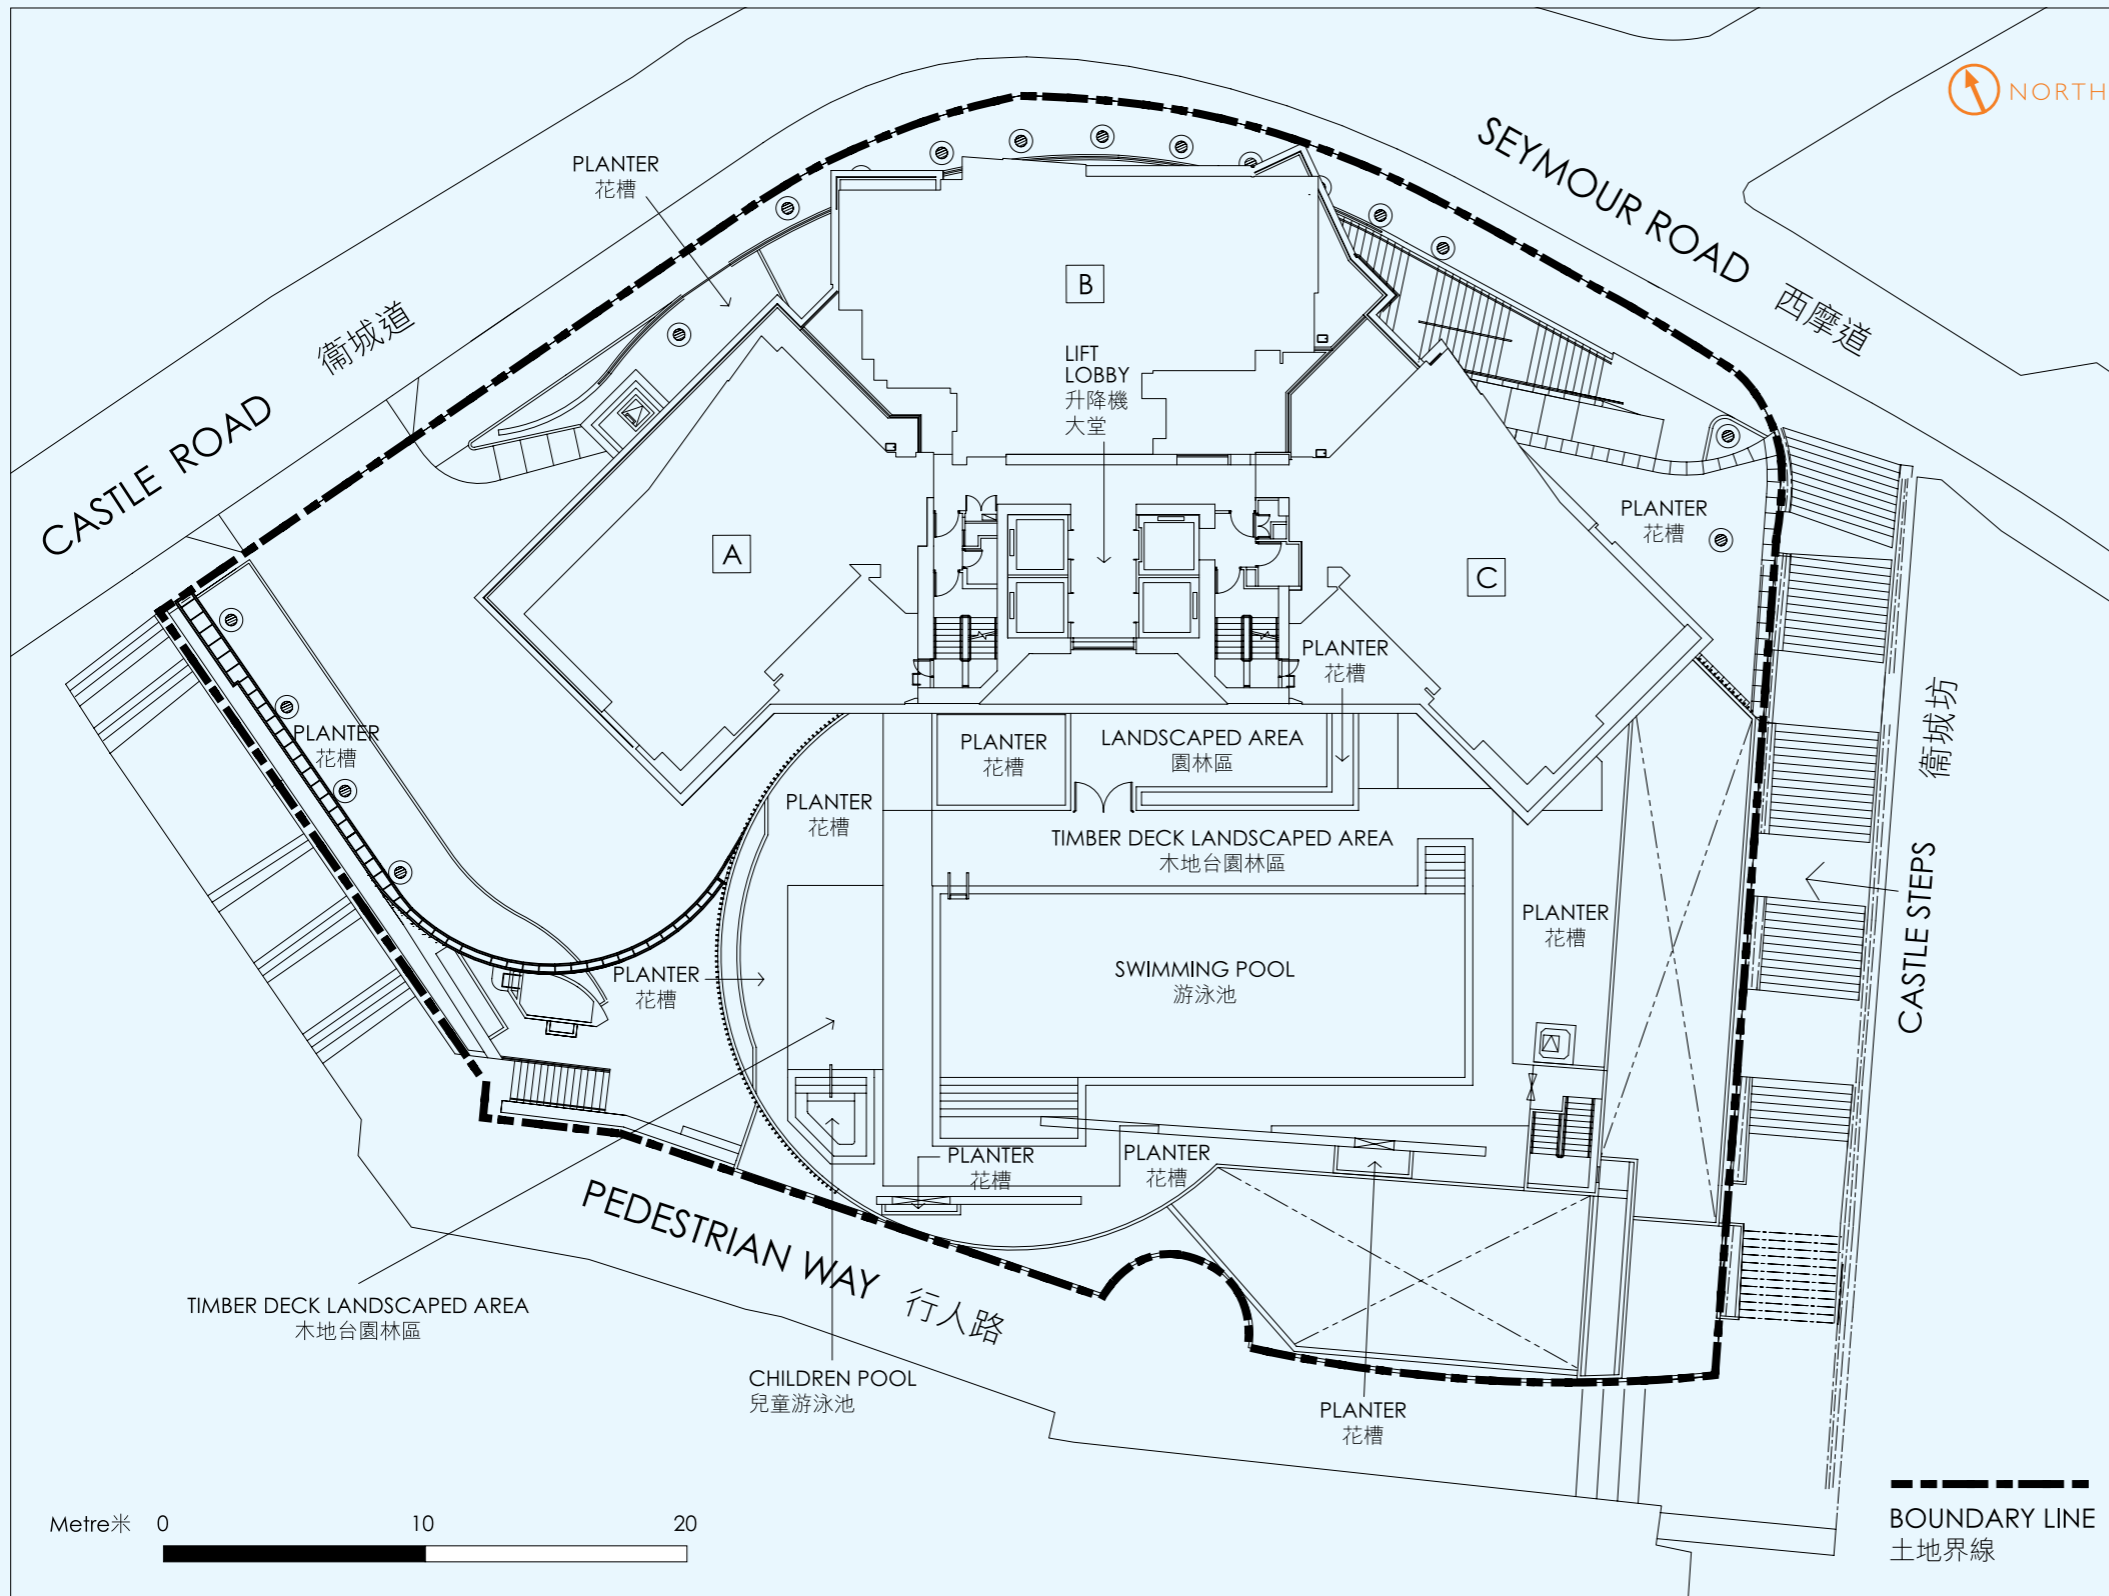 NORTH
SEYMOUR ROAD 西摩道
PLANTER
花槽
CASTLE ROAD 衞城道
B
LIFT
LOBBY
升降機
大堂
A
C
PLANTER
花槽
PLANTER
花槽
PLANTER
花槽
PLANTER
花槽
LANDSCAPED AREA
園林區
PLANTER
花槽
TIMBER DECK LANDSCAPED AREA
木地台園林區
PLANTER
花槽
SWIMMING POOL
游泳池
PLANTER
花槽
CASTLE STEPS 衞城坊
PLANTER
花槽
PLANTER
花槽
PEDESTRIAN WAY 行人路
TIMBER DECK LANDSCAPED AREA
木地台園林區
CHILDREN POOL
兒童游泳池
PLANTER
花槽
Metre米 0 10 20
BOUNDARY LINE
土地界線